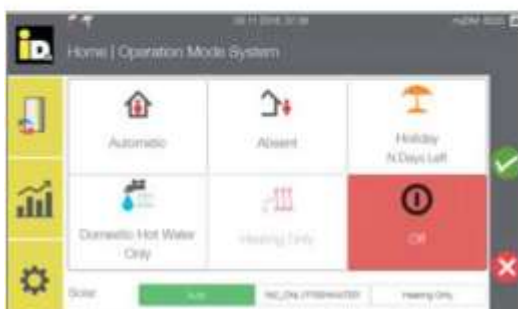 iD.
Home | Operation Mode System
Automatic
Absent
Holiday
N Days Left
Domestic Hot Water
Only
Heating Only
Off
Solar
Auto
Heating Only